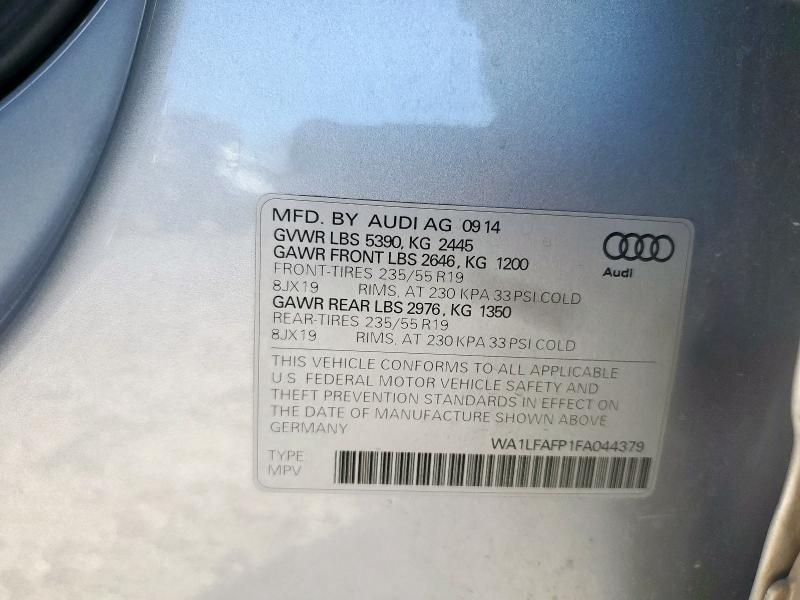 MFD. BY AUDI AG 0914
GVWR LBS 5390, KG 2445
GAWR FRONT LBS 2646, KG 1200
FRONT-TIRES 235/55 R19
8JX19 RIMS, AT 230 KPA 33 PSI COLD
GAWR REAR LBS 2976, KG 1350
REAR-TIRES 235/55 R19
8JX19 RIMS, AT 230 KPA 33 PSI COLD
Audi
THIS VEHICLE CONFORMS TO ALL APPLICABLE
U.S. FEDERAL MOTOR VEHICLE SAFETY AND
THEFT PREVENTION STANDARDS IN EFFECT ON
THE DATE OF MANUFACTURE SHOWN ABOVE
GERMANY
WA1LFAFP1FA044379
TYPE
MPV